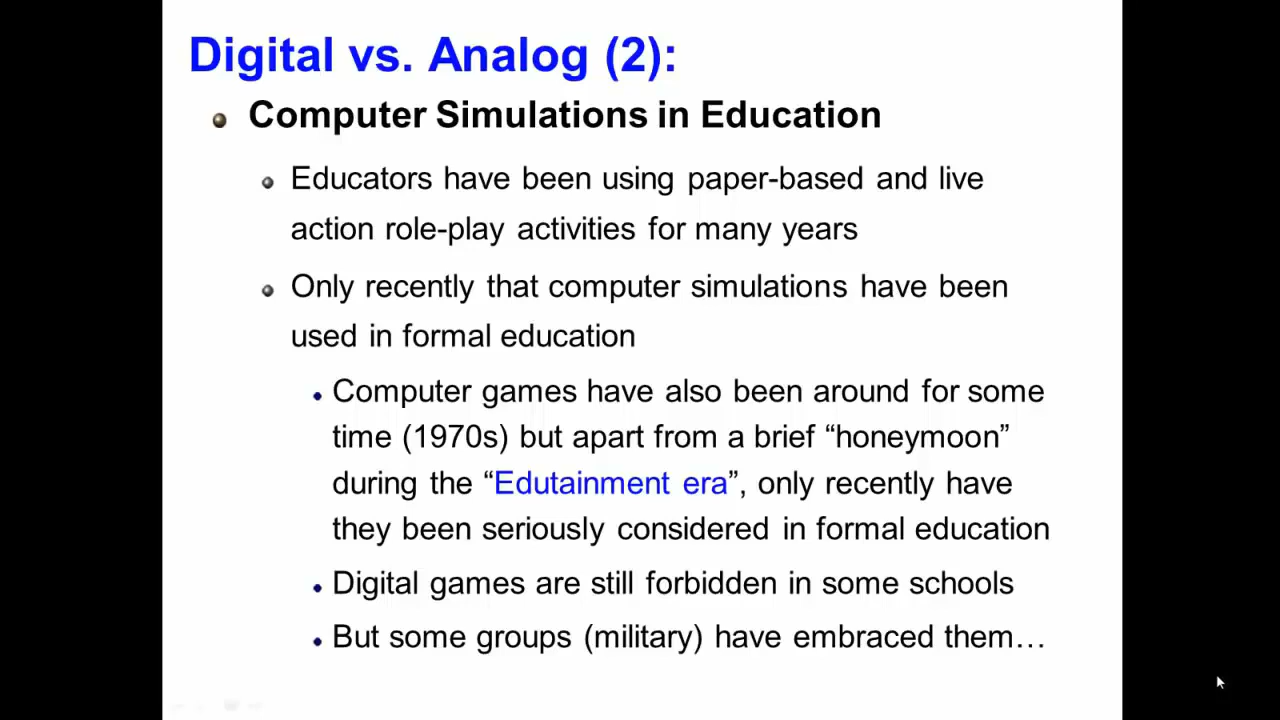 Digital vs. Analog (2):
Computer Simulations in Education
Educators have been using paper-based and live
action role-play activities for many years
Only recently that computer simulations have been
used in formal education
Computer games have also been around for some
time (1970s) but apart from a brief “honeymoon”
during the “Edutainment era”, only recently have
they been seriously considered in formal education
Digital games are still forbidden in some schools
But some groups (military) have embraced them…